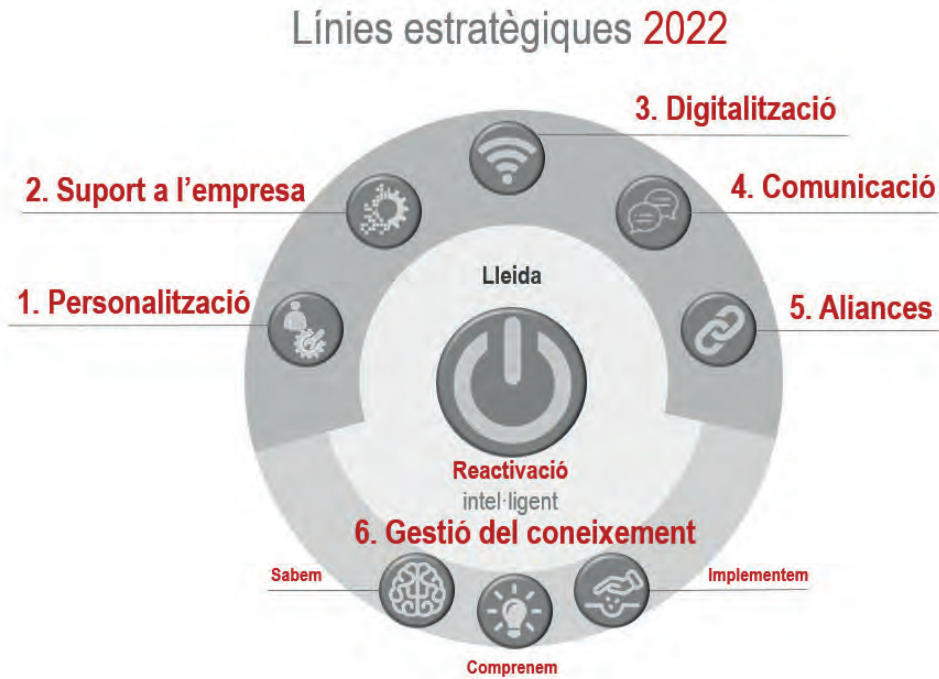 Línies estratègiques 2022
3. Digitalització
2. Suport a l'empresa
4. Comunicació
Lleida
1. Personalització
5. Aliances
Reactivació
intel·ligent
6. Gestió del coneixement
Sabem
Implementem
Comprenem